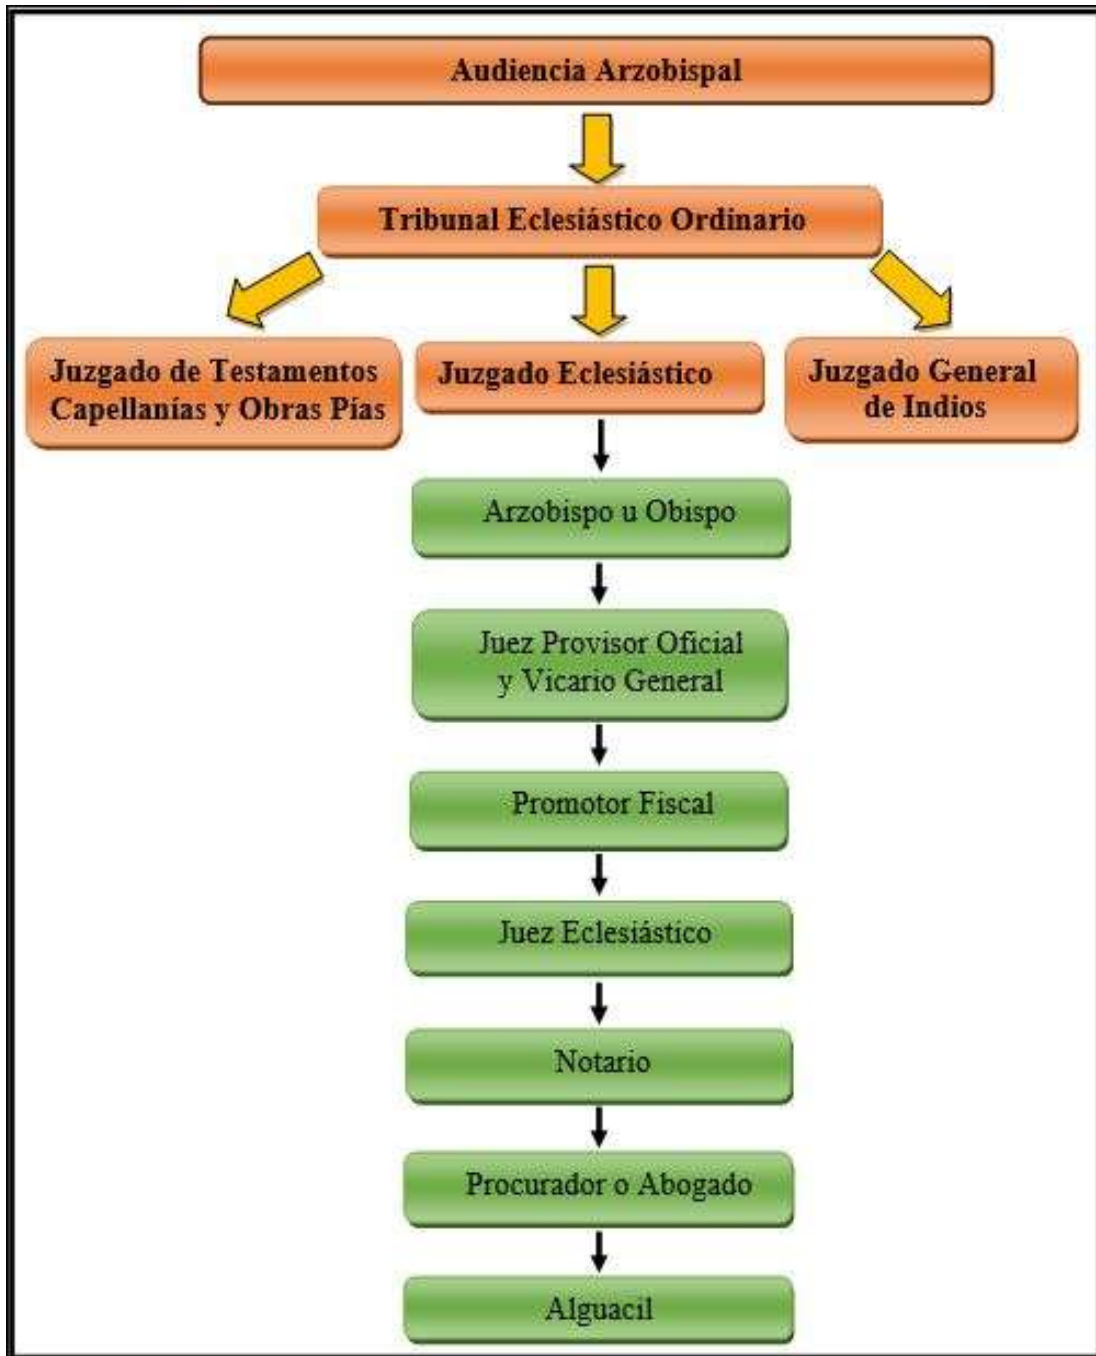 Audiencia Arzobispal
Tribunal Eclesiástico Ordinario
Juzgado de Testamentos
Capellanías y Obras Pías
Juzgado Eclesiástico
Juzgado General
de Indios
Arzobispo u Obispo
Juez Provisor Oficial
y Vicario General
Promotor Fiscal
Juez Eclesiástico
Notario
Procurador o Abogado
Alguacil